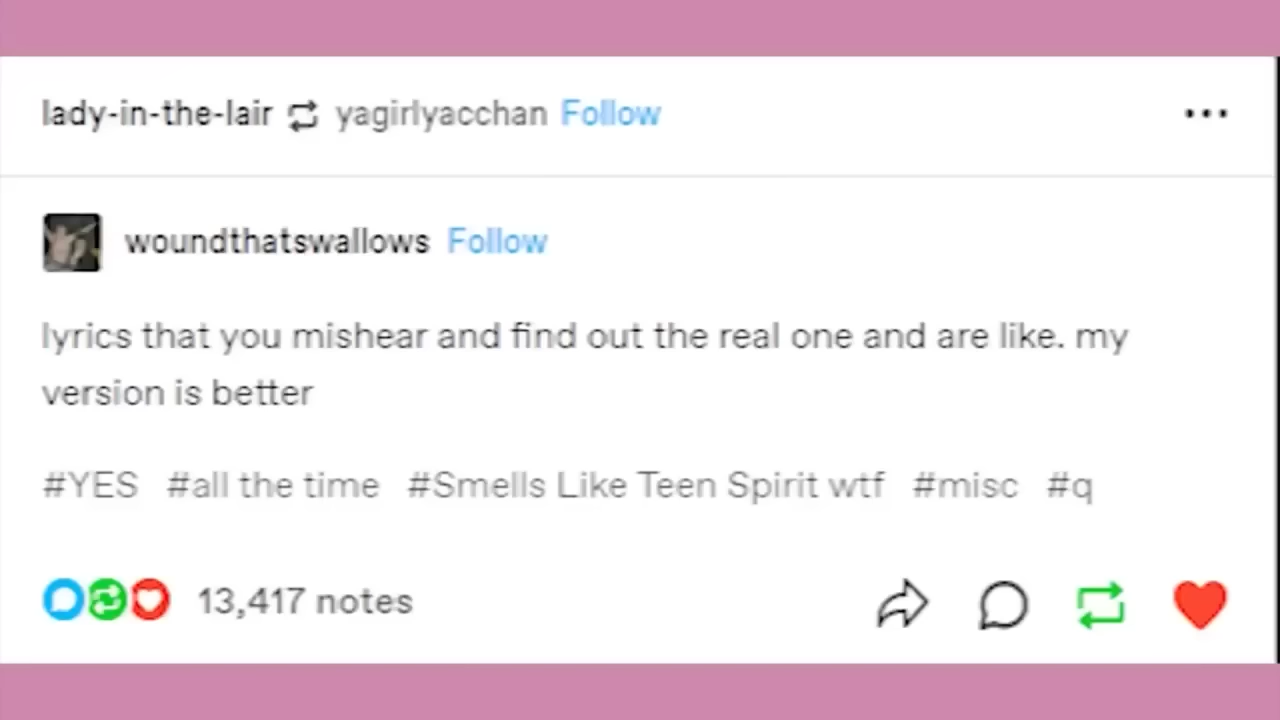 lady-in-the-lair yagirlyacchan Follow
woundthatswallows Follow
lyrics that you mishear and find out the real one and are like. my
version is better
#YES #all the time #Smells Like Teen Spirit wtf #misc #q
13,417 notes